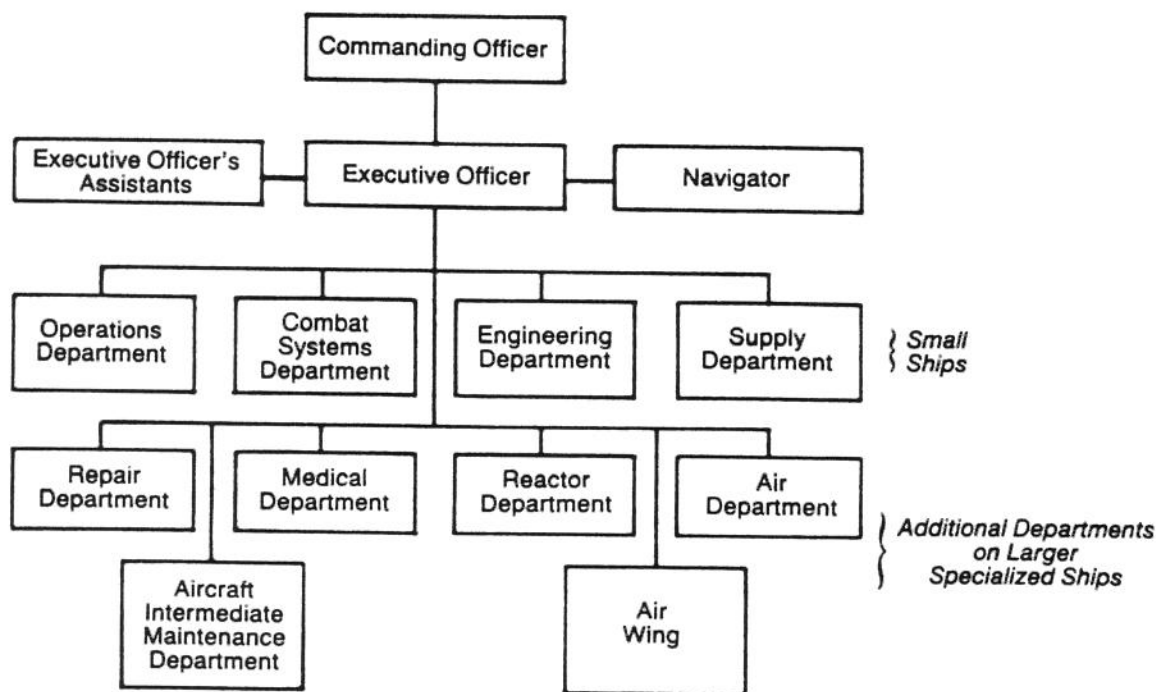 Commanding Officer
Executive Officer's
Assistants
Executive Officer
Navigator
Operations
Department
Combat
Systems
Department
Engineering
Department
Supply
Department
Small
Ships
Repair
Department
Medical
Department
Reactor
Department
Air
Department
Additional Departments
on Larger
Specialized Ships
Aircraft
Intermediate
Maintenance
Department
Air
Wing